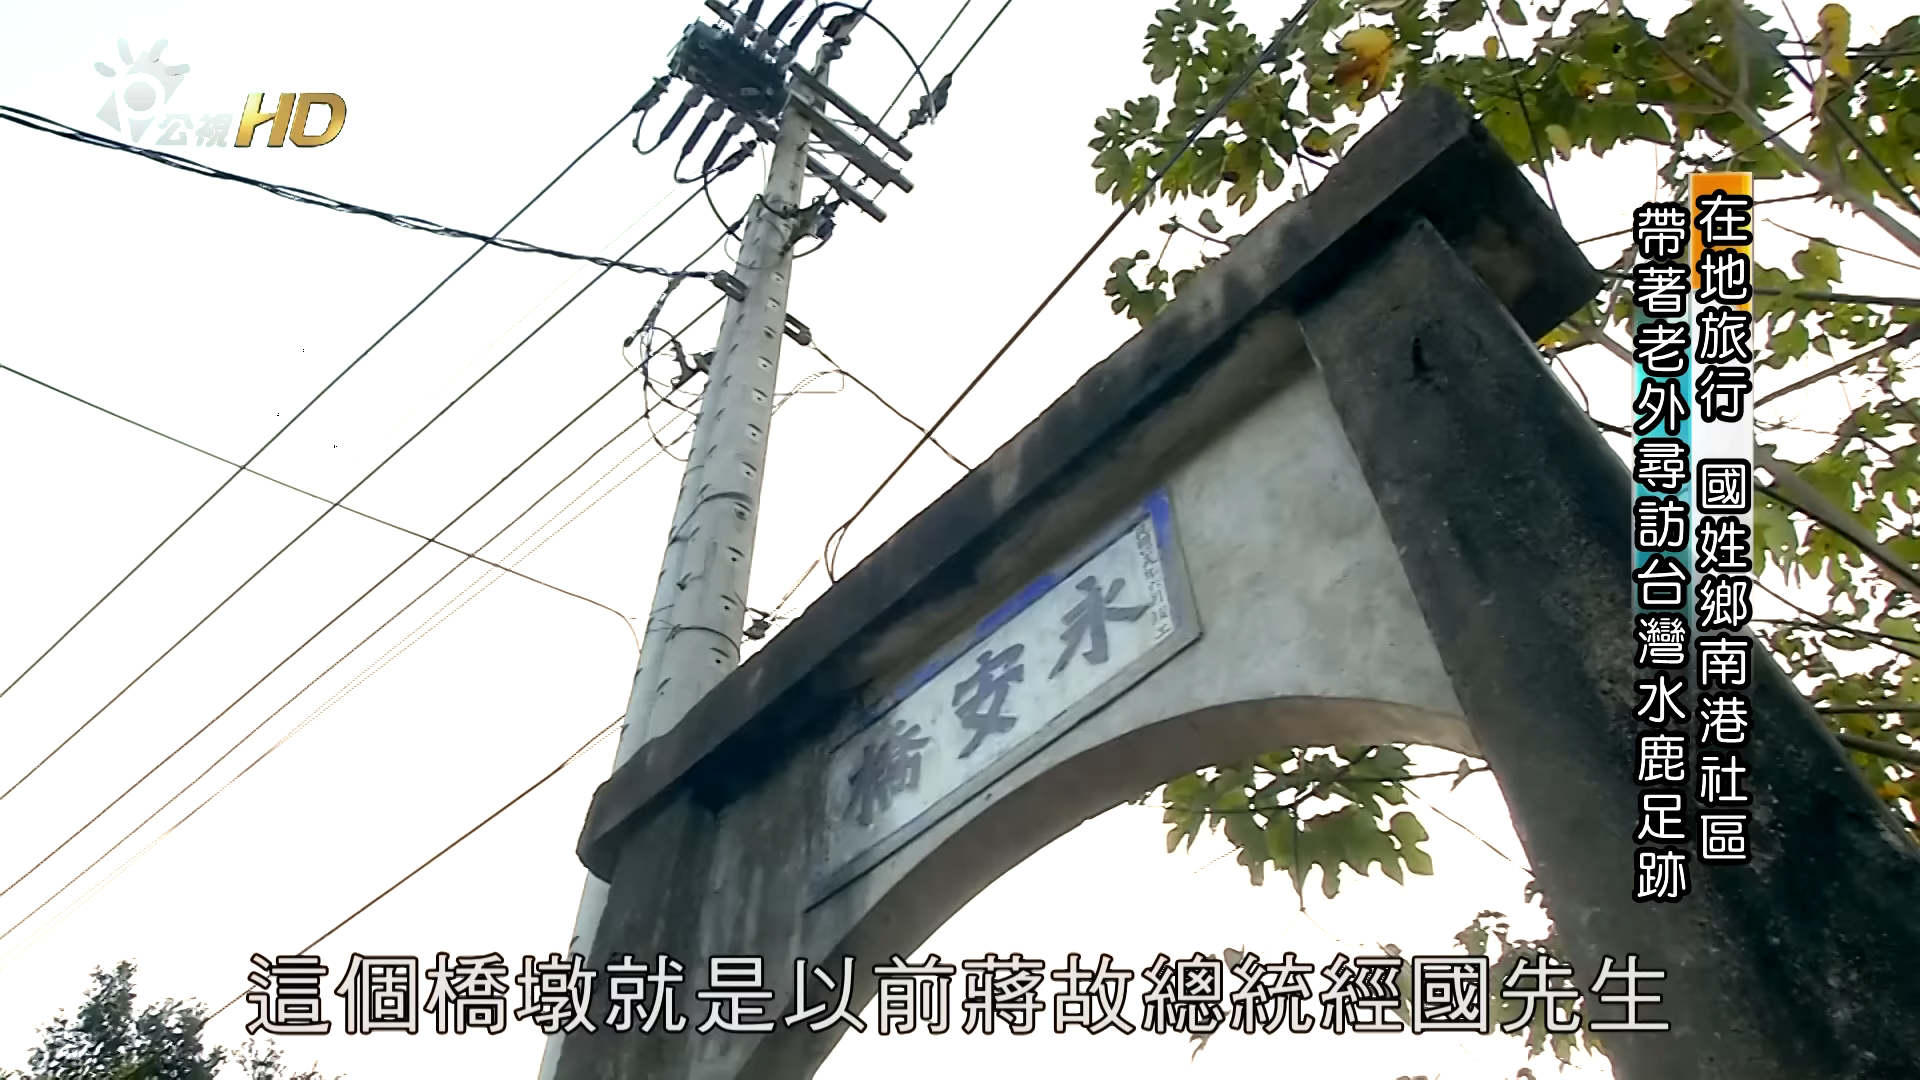 公視HD
在地旅行 國姓鄉南港社區
帶著老外尋訪台灣水鹿足跡
永安橋
這個橋墩就是以前蔣故總統經國先生